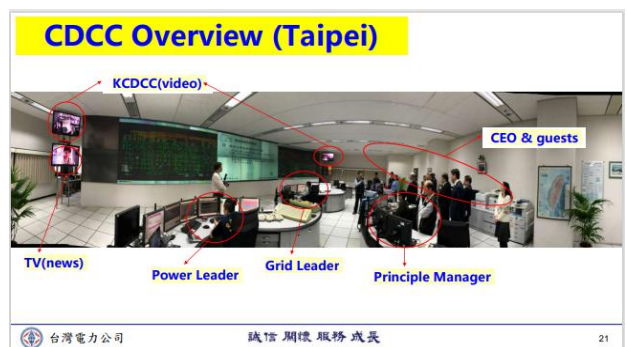 CDCC Overview (Taipei)
KCDCC(video)
CEO & guests
TV(news)
Power Leader
Grid Leader
Principle Manager
台灣電力公司
誠信 關懷 服務 成長
21